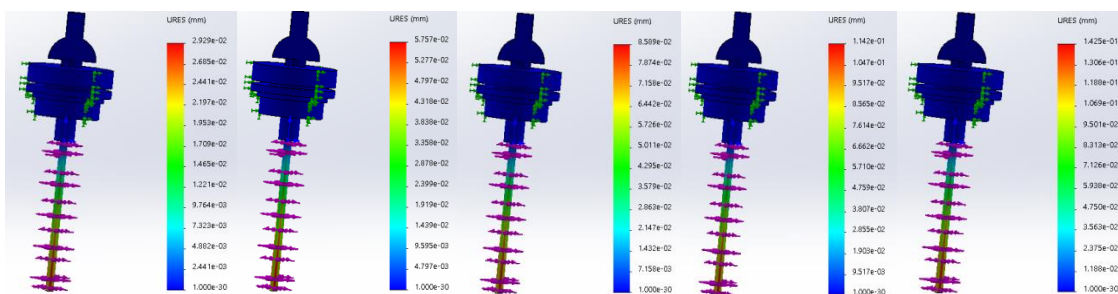 URES (mm)
2.929e-02
2.685e-02
2.441e-02
2.197e-02
1.953e-02
1.709e-02
1.465e-02
1.221e-02
9.764e-03
7.323e-03
4.882e-03
2.441e-03
1.000e-30
URES (mm)
5.757e-02
5.277e-02
4.797e-02
4.318e-02
3.838e-02
3.358e-02
2.878e-02
2.399e-02
1.919e-02
1.439e-02
9.595e-03
4.797e-03
1.000e-30
URES (mm)
8.589e-02
7.874e-02
7.158e-02
6.442e-02
5.726e-02
5.011e-02
4.295e-02
3.579e-02
2.863e-02
2.147e-02
1.432e-02
7.158e-03
1.000e-30
URES (mm)
1.142e-01
1.047e-01
9.517e-02
8.565e-02
7.614e-02
6.662e-02
5.710e-02
4.759e-02
3.807e-02
2.855e-02
1.903e-02
9.517e-03
1.000e-30
URES (mm)
1.425e-01
1.306e-01
1.188e-01
1.069e-01
9.501e-02
8.313e-02
7.126e-02
5.938e-02
4.750e-02
3.563e-02
2.375e-02
1.188e-02
1.000e-30